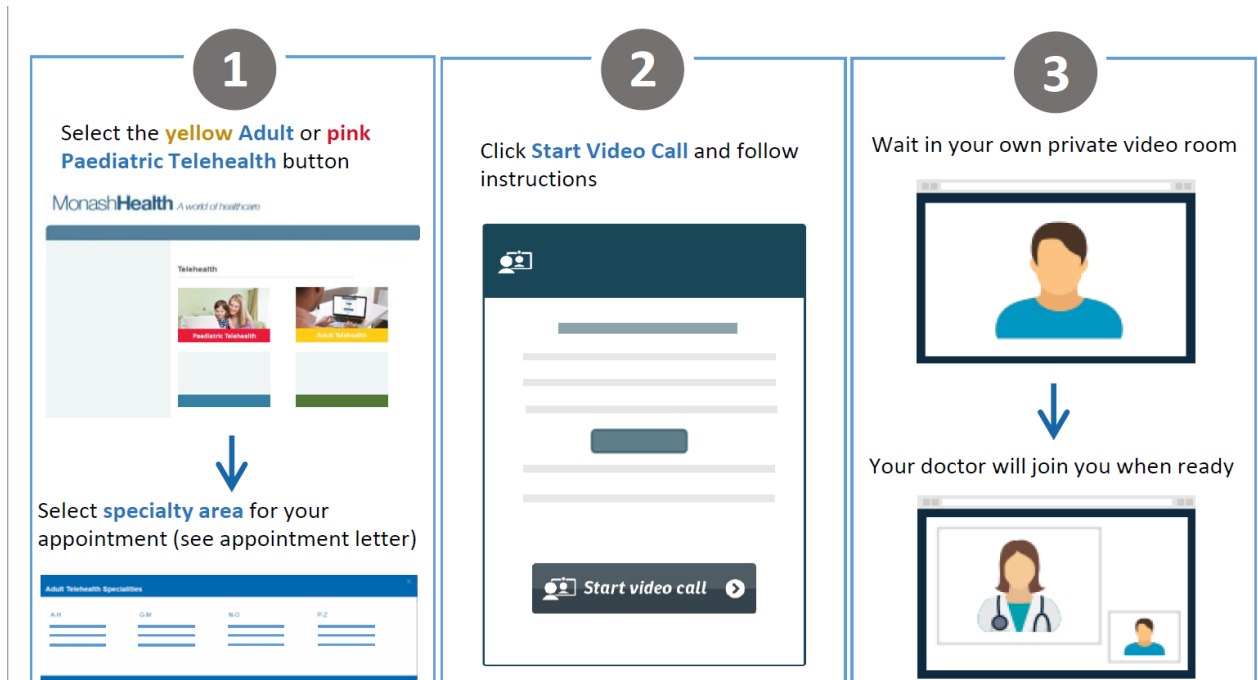 1
Select the yellow Adult or pink
Paediatric Telehealth button
MonashHealth A world of healthcare
Telehealth
Paediatric Telehealth
Adult Telehealth
Select specialty area for your
appointment (see appointment letter)
Adult Telehealth Specialities
A-H
G-M
N-O
P-Z
2
Click Start Video Call and follow
instructions
Start video call
3
Wait in your own private video room
Your doctor will join you when ready